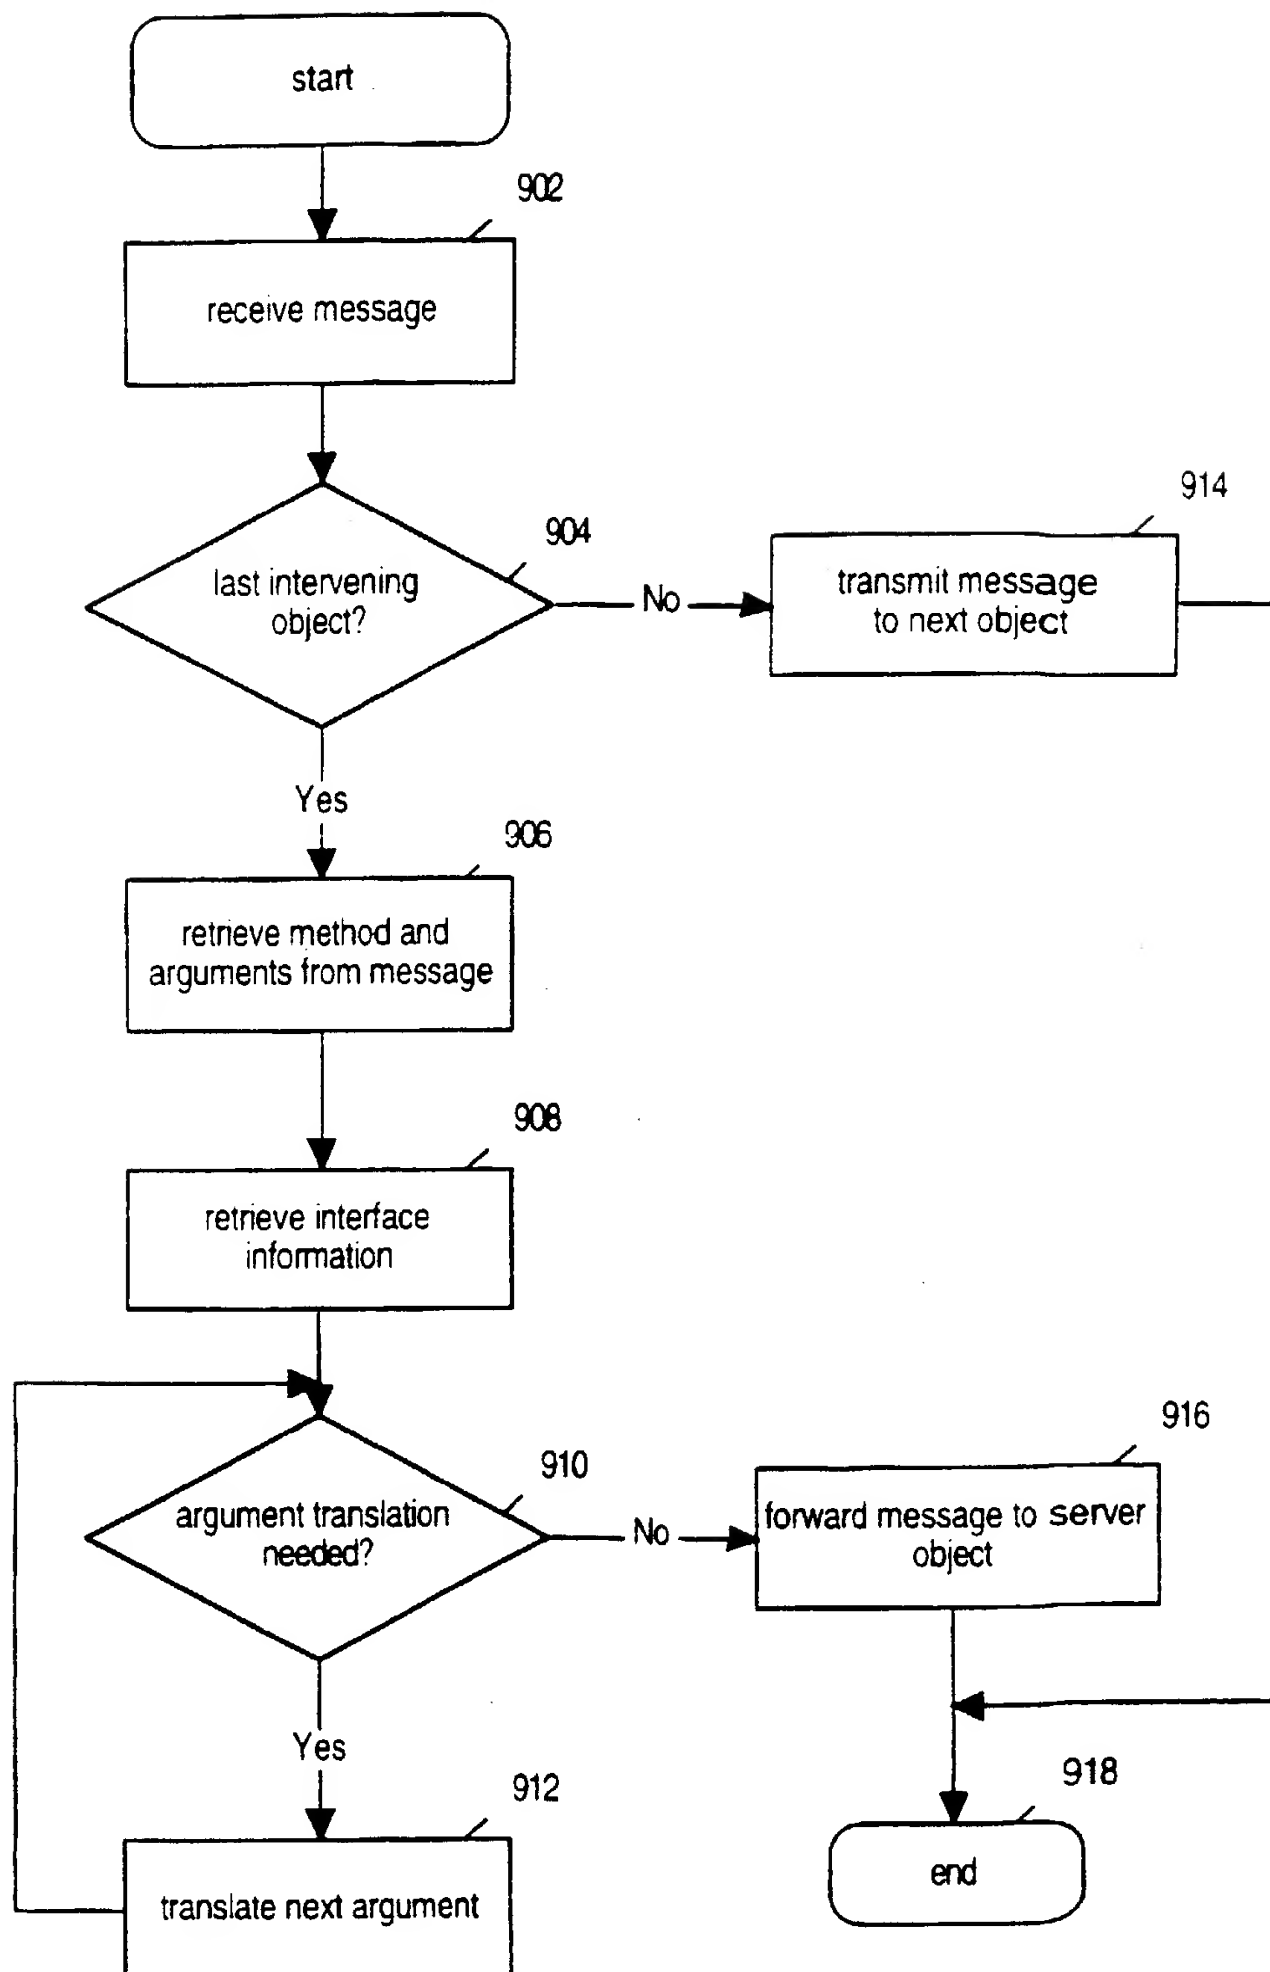 start
902
receive message
904
last intervening
object?
No
914
transmit message
to next object
Yes
906
retrieve method and
arguments from message
908
retrieve interface
information
910
argument translation
needed?
No
916
forward message to server
object
Yes
912
translate next argument
918
end